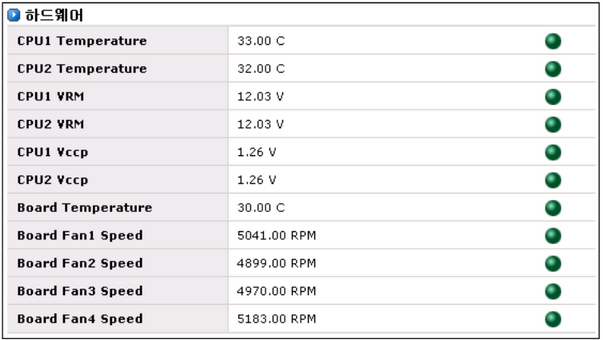 하드웨어
CPU1 Temperature 33.00 C
CPU2 Temperature 32.00 C
CPU1 VRM 12.03 V
CPU2 VRM 12.03 V
CPU1 Vccp 1.26 V
CPU2 Vccp 1.26 V
Board Temperature 30.00 C
Board Fan1 Speed 5041.00 RPM
Board Fan2 Speed 4899.00 RPM
Board Fan3 Speed 4970.00 RPM
Board Fan4 Speed 5183.00 RPM